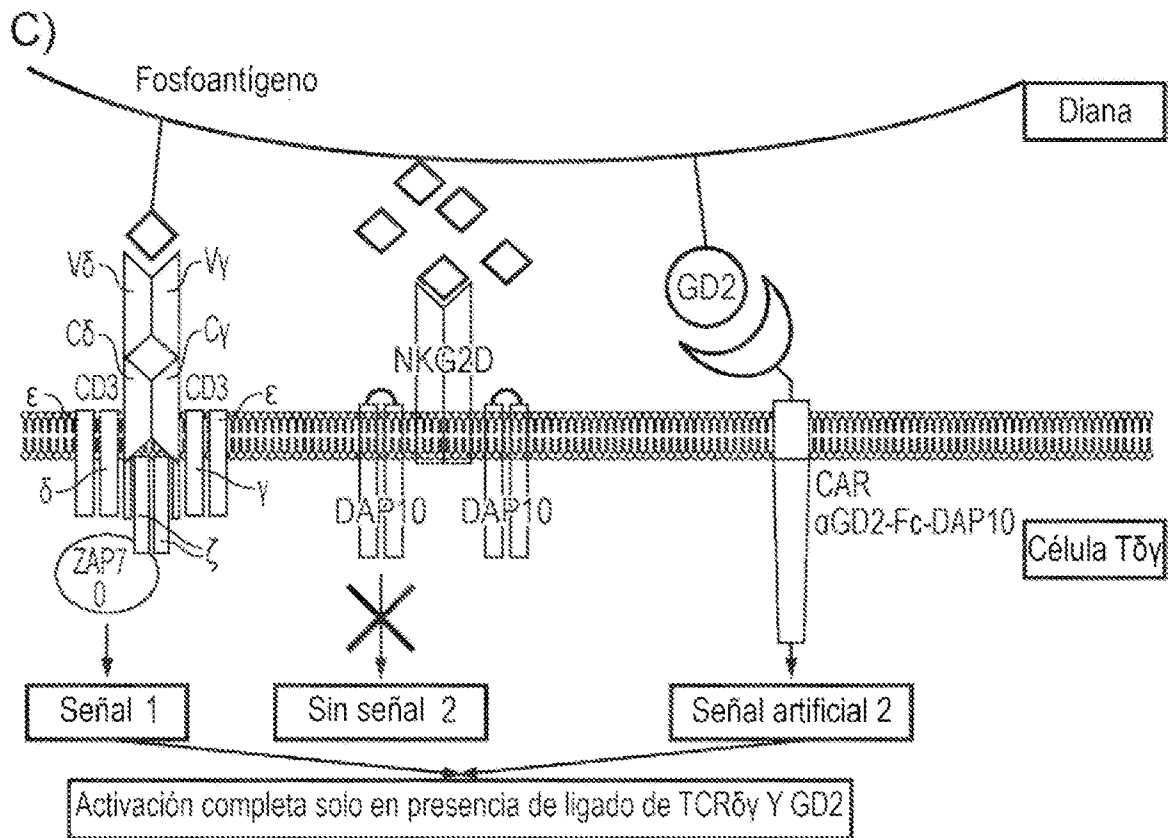 C)
Fosfoantígeno
Diana
Vδ
Vγ
GD2
Cδ
Cγ
NKG2D
CD3
CD3
ε
ε
δ
γ
DAP10
DAP10
CAR
αGD2-Fc-DAP10
ζ
Célula Tδγ
ZAP7
0
Señal 1
Sin señal 2
Señal artificial 2
Activación completa solo en presencia de ligado de TCRδγ Y GD2